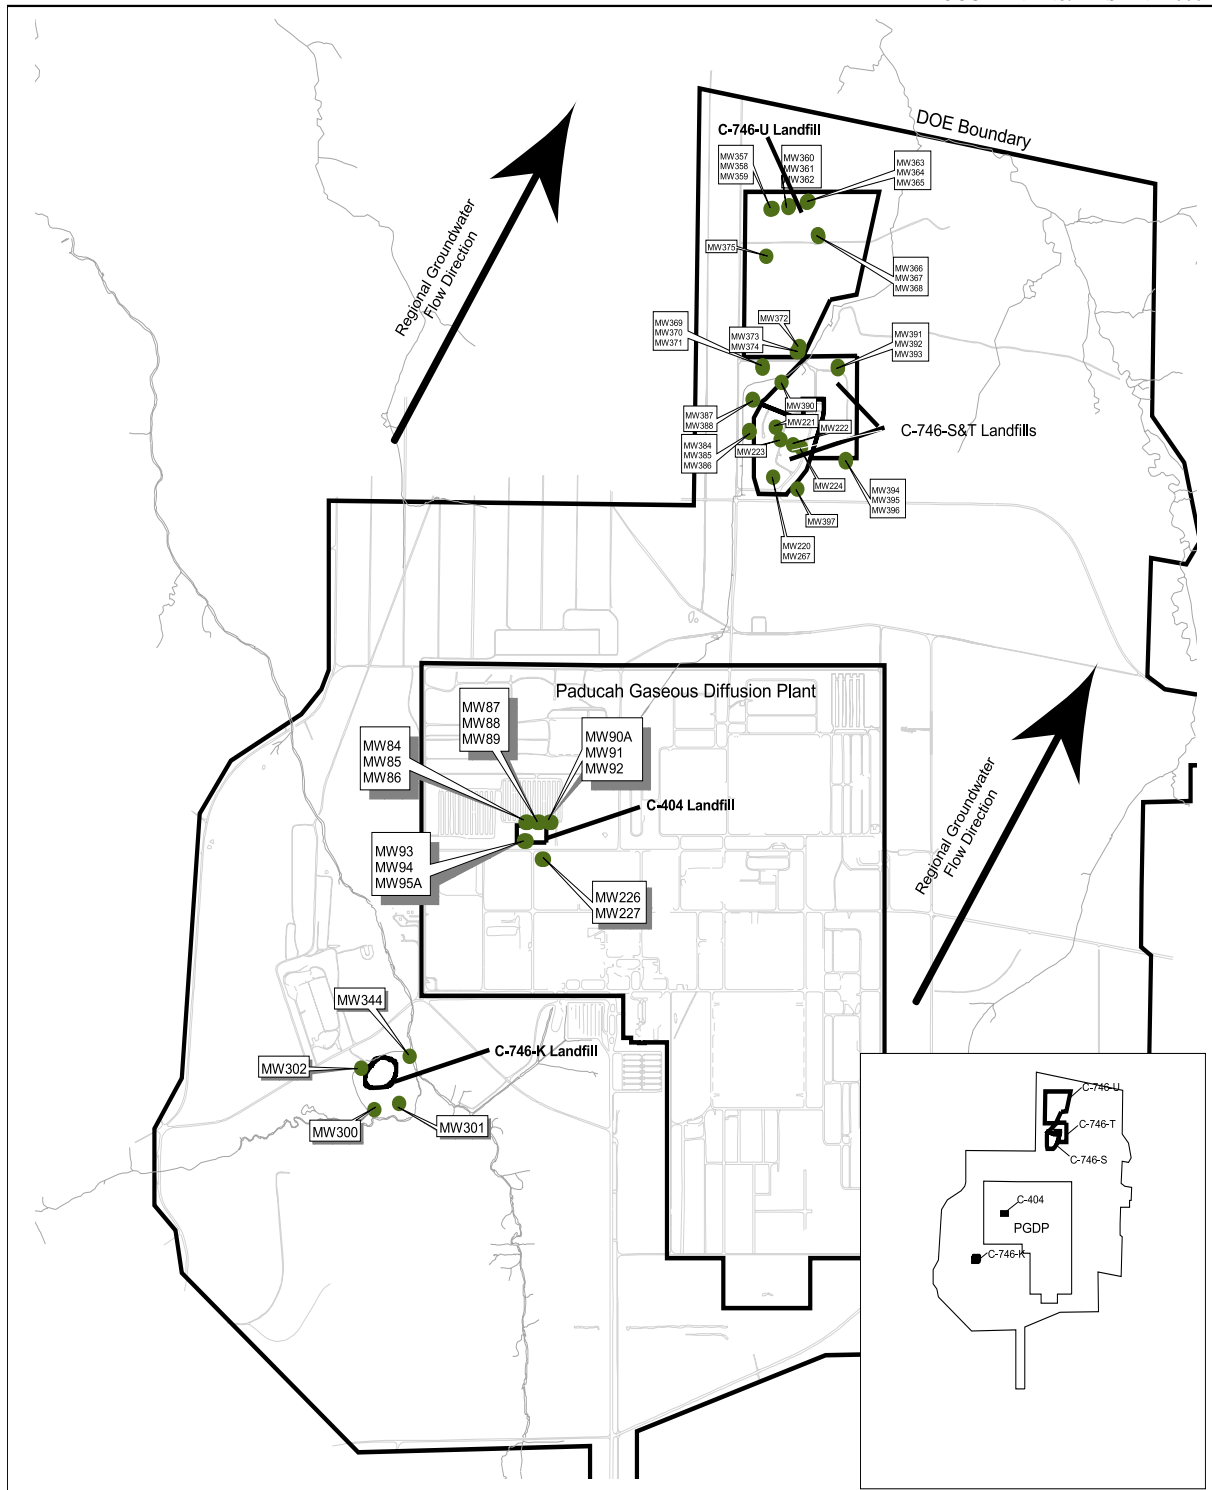 DOE Boundary
C-746-U Landfill
MW357
MW358
MW359
MW360
MW361
MW362
MW363
MW364
MW365
MW375
MW366
MW367
MW368
Regional Groundwater
Flow Direction
MW372
MW369
MW370
MW371
MW373
MW374
MW391
MW392
MW393
MW390
MW387
MW388
MW221
MW222
C-746-S&T Landfills
MW384
MW385
MW386
MW223
MW224
MW394
MW395
MW396
MW397
MW220
MW267
Paducah Gaseous Diffusion Plant
MW87
MW88
MW89
MW84
MW85
MW86
MW90A
MW91
MW92
C-404 Landfill
MW93
MW94
MW95A
MW226
MW227
Regional Groundwater
Flow Direction
MW344
C-746-K Landfill
MW302
MW300
MW301
C-746-U
C-746-T
C-746-S
C-404
PGDP
C-746-K